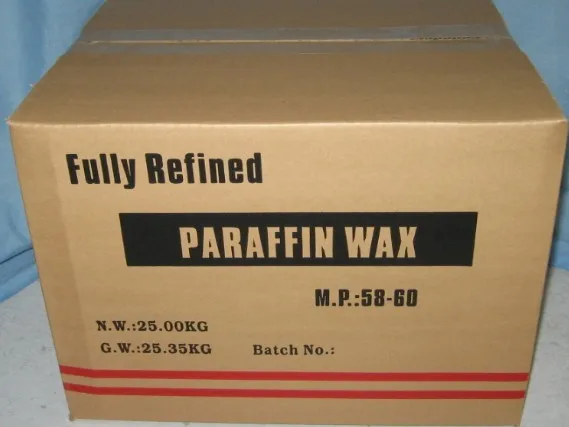 Fully Refined
PARAFFIN WAX
M.P.:58-60
N.W.:25.00KG
G.W.:25.35KG Batch No.: